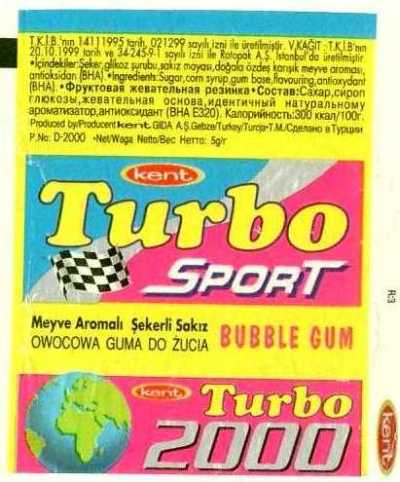 T.K.İ.B.'nın 14111995 tarih, 021299 sayılı izni ile üretilmiştir. V.KAĞIT : T.K.İ.B'nın
20.10.1999 tarih ve 34-245-9-1 sayılı izni ile Rotopak A.Ş. İstanbul'da üretilmiştir.
•İçindekiler:Şeker,glikoz şurubu,sakız mayası,doğala özdeş karışık meyve aroması,
antioksidan (BHA). •Ingredients:Sugar,corn syrup,gum base,flavouring,antioxydant
(BHA). •Фруктовая жевательная резинка•Состав:Сахар,сироп
глюкозы,жевательная основа,идентичный натуральному
ароматизатор,антиоксидант (BHA E320). Калорийность:300 ккал/100г.
Produced by/Producent kent GIDA A.Ş.Gebze/Turkey/Turcja•T.M./Сделано в Турции
P.No: D-2000 •Net/Waga Netto/Вес Нетто: 5g/г
kent
Turbo
SPORT
R:3
Meyve Aromalı Şekerli Sakız
OWOCOWA GUMA DO ŻUCIA
BUBBLE GUM
kent
Turbo
2000
kent